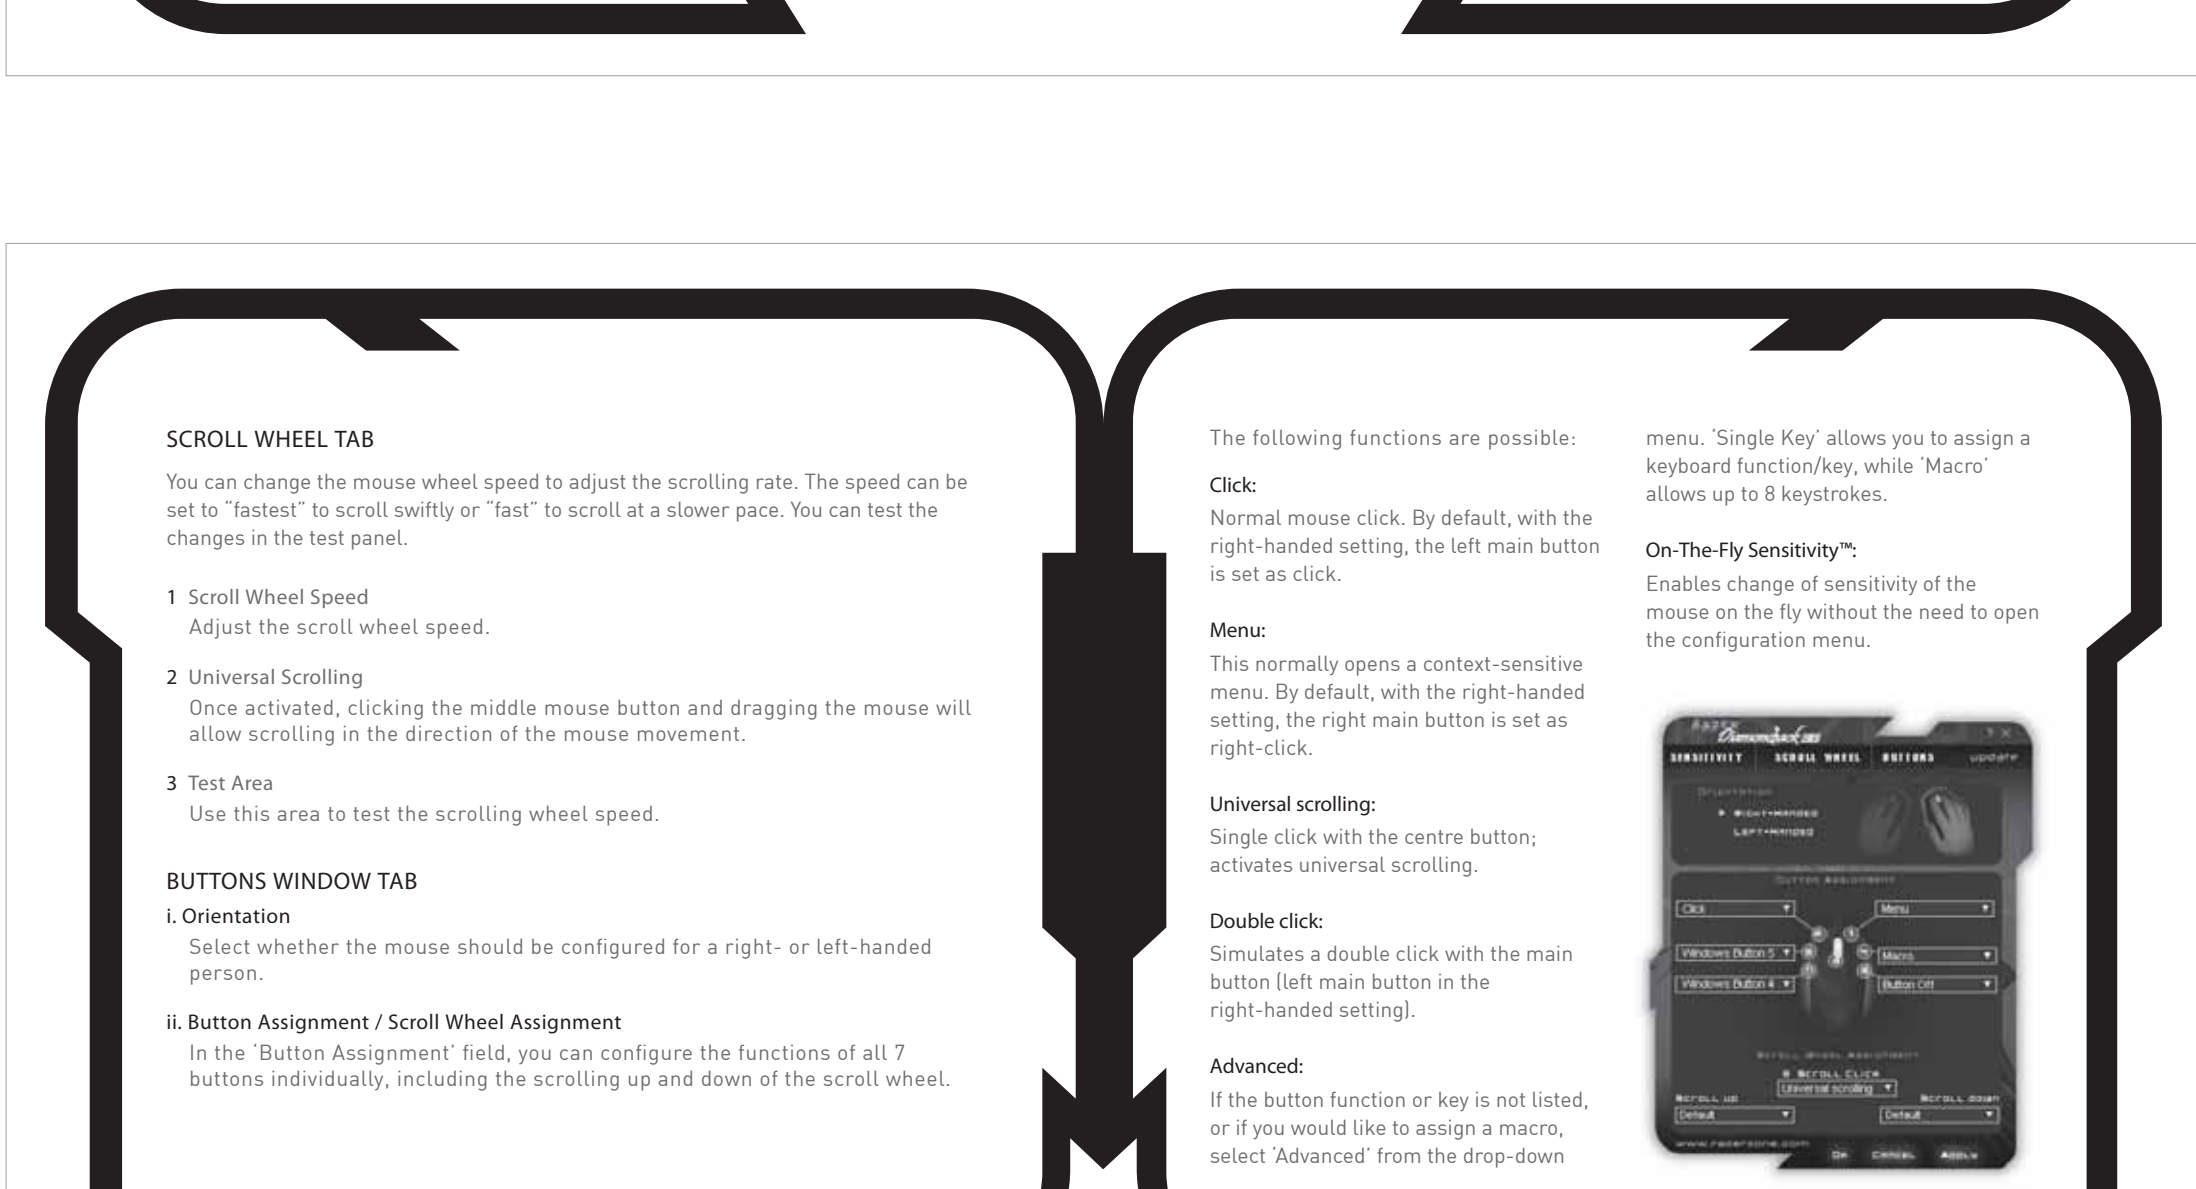 SCROLL WHEEL TAB
You can change the mouse wheel speed to adjust the scrolling rate. The speed can be
set to “fastest” to scroll swiftly or “fast” to scroll at a slower pace. You can test the
changes in the test panel.
1 Scroll Wheel Speed
Adjust the scroll wheel speed.
2 Universal Scrolling
Once activated, clicking the middle mouse button and dragging the mouse will
allow scrolling in the direction of the mouse movement.
3 Test Area
Use this area to test the scrolling wheel speed.
BUTTONS WINDOW TAB
i. Orientation
Select whether the mouse should be configured for a right- or left-handed
person.
ii. Button Assignment / Scroll Wheel Assignment
In the ‘Button Assignment’ field, you can configure the functions of all 7
buttons individually, including the scrolling up and down of the scroll wheel.
The following functions are possible:
Click:
Normal mouse click. By default, with the
right-handed setting, the left main button
is set as click.
Menu:
This normally opens a context-sensitive
menu. By default, with the right-handed
setting, the right main button is set as
right-click.
Universal scrolling:
Single click with the centre button;
activates universal scrolling.
Double click:
Simulates a double click with the main
button (left main button in the
right-handed setting).
Advanced:
If the button function or key is not listed,
or if you would like to assign a macro,
select ‘Advanced’ from the drop-down
menu. ‘Single Key’ allows you to assign a
keyboard function/key, while ‘Macro’
allows up to 8 keystrokes.
On-The-Fly Sensitivity™:
Enables change of sensitivity of the
mouse on the fly without the need to open
the configuration menu.
RAZER
Diamondback
SENSITIVITY SCROLL WHEEL BUTTONS update
ORIENTATION
RIGHT-HANDED
LEFT-HANDED
BUTTON ASSIGNMENT
Click Menu
Windows Button 5 Macro
Windows Button 4 Button Off
SCROLL WHEEL ASSIGNMENT
SCROLL CLICK
Universal scrolling
SCROLL UP SCROLL DOWN
Default Default
www.razerzone.com
OK CANCEL APPLY